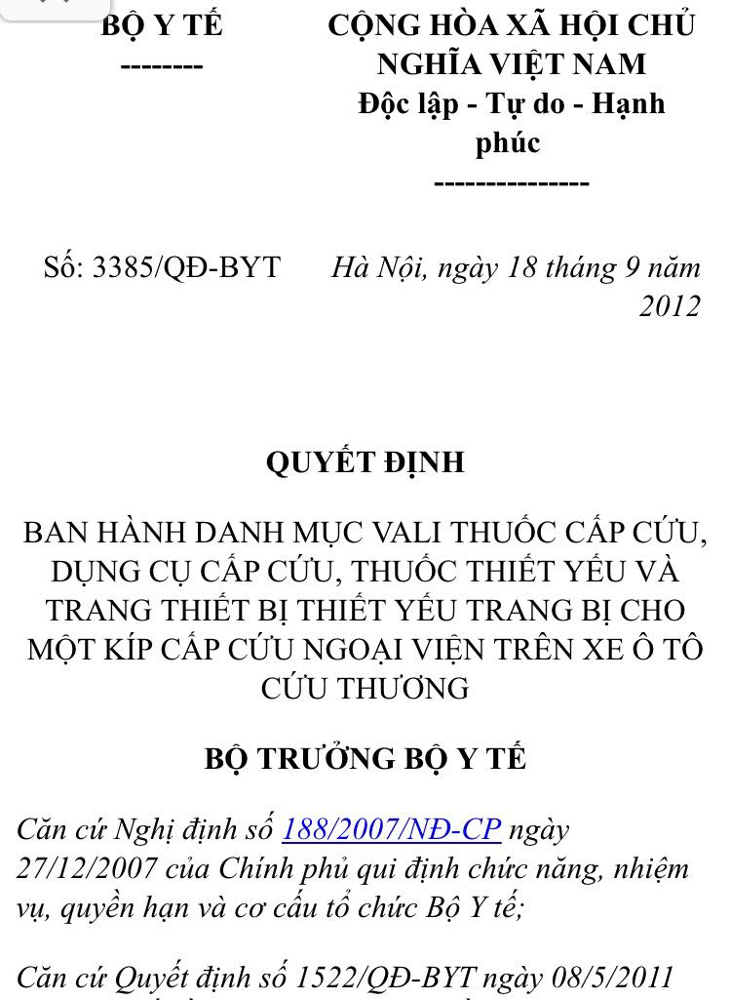 BỘ Y TẾ
--------
CỘNG HÒA XÃ HỘI CHỦ
NGHĨA VIỆT NAM
Độc lập - Tự do - Hạnh
phúc
---------------
Số: 3385/QĐ-BYT
Hà Nội, ngày 18 tháng 9 năm
2012
QUYẾT ĐỊNH
BAN HÀNH DANH MỤC VALI THUỐC CẤP CỨU,
DỤNG CỤ CẤP CỨU, THUỐC THIẾT YẾU VÀ
TRANG THIẾT BỊ THIẾT YẾU TRANG BỊ CHO
MỘT KÍP CẤP CỨU NGOẠI VIỆN TRÊN XE Ô TÔ
CỨU THƯƠNG
BỘ TRƯỞNG BỘ Y TẾ
Căn cứ Nghị định số 188/2007/NĐ-CP ngày
27/12/2007 của Chính phủ qui định chức năng, nhiệm
vụ, quyền hạn và cơ cấu tổ chức Bộ Y tế;
Căn cứ Quyết định số 1522/QĐ-BYT ngày 08/5/2011